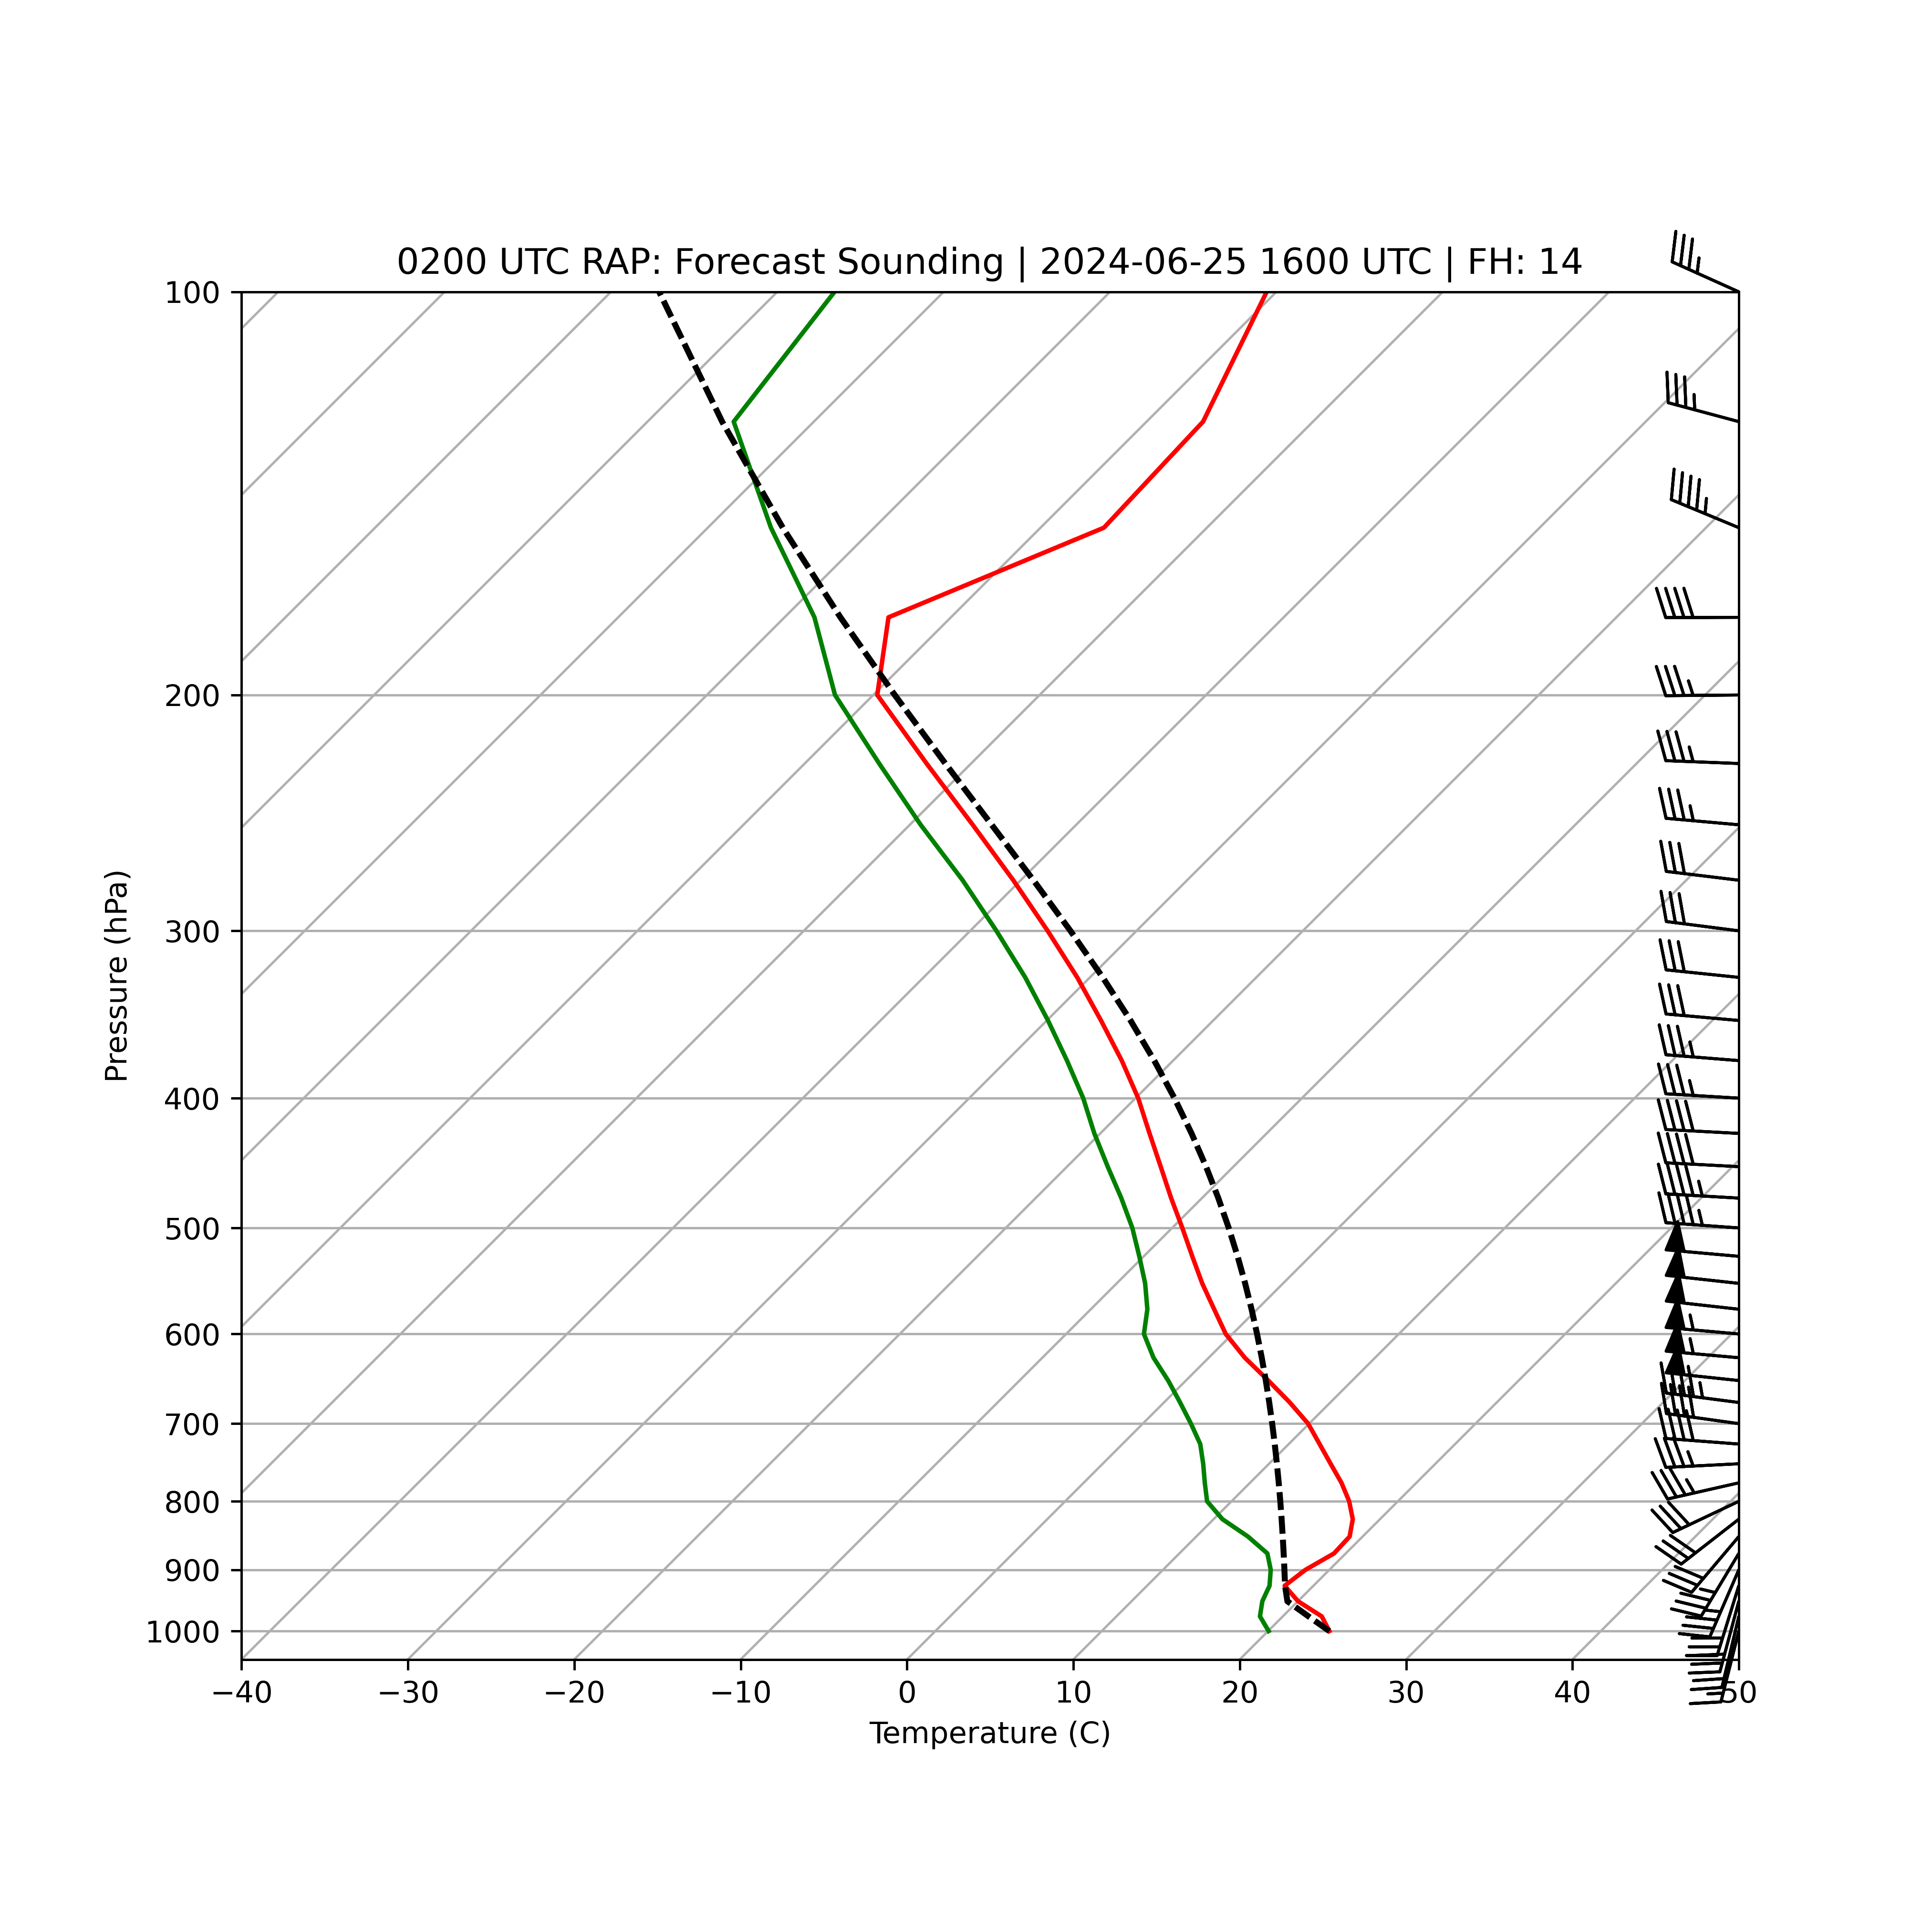 0200 UTC RAP: Forecast Sounding | 2024-06-25 1600 UTC | FH: 14
100
200
300
400
500
600
700
800
900
1000
Pressure (hPa)
−40 −30 −20 −10 0 10 20 30 40 50
Temperature (C)